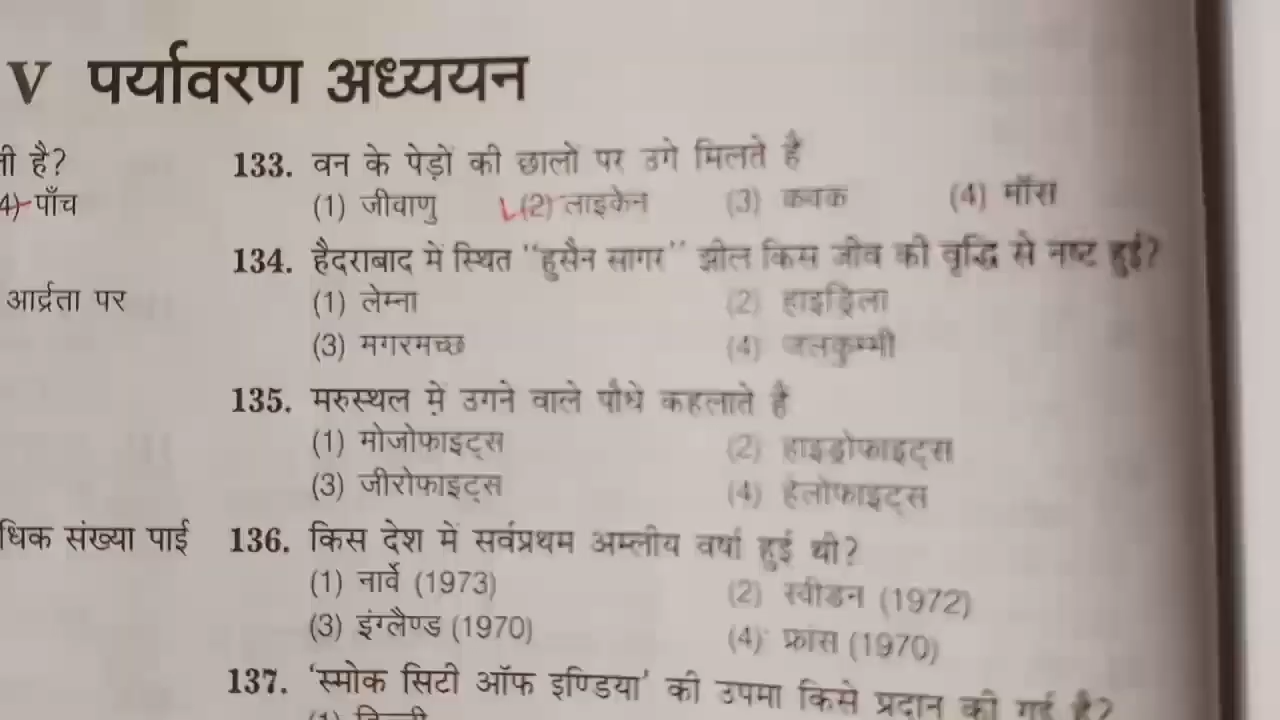 V पर्यावरण अध्ययन
ती है?
4) पाँच
आर्द्रता पर
धिक संख्या पाई
133. वन के पेड़ों की छालों पर उगे मिलते हैं
(1) जीवाणु (2) लाइकेन (3) कवक (4) मॉस
134. हैदराबाद में स्थित "हुसैन सागर" झील किस जीव की वृद्धि से नष्ट हुई?
(1) लेम्ना (2) हाइड्रिला
(3) मगरमच्छ (4) जलकुम्भी
135. मरुस्थल में उगने वाले पौधे कहलाते हैं
(1) मोजोफाइट्स (2) हाइड्रोफाइट्स
(3) जीरोफाइट्स (4) हेलोफाइट्स
136. किस देश में सर्वप्रथम अम्लीय वर्षा हुई थी?
(1) नार्वे (1973) (2) स्वीडन (1972)
(3) इंग्लैण्ड (1970) (4) फ्रांस (1970)
137. 'स्मोक सिटी ऑफ इण्डिया' की उपमा किसे प्रदान की गई है?